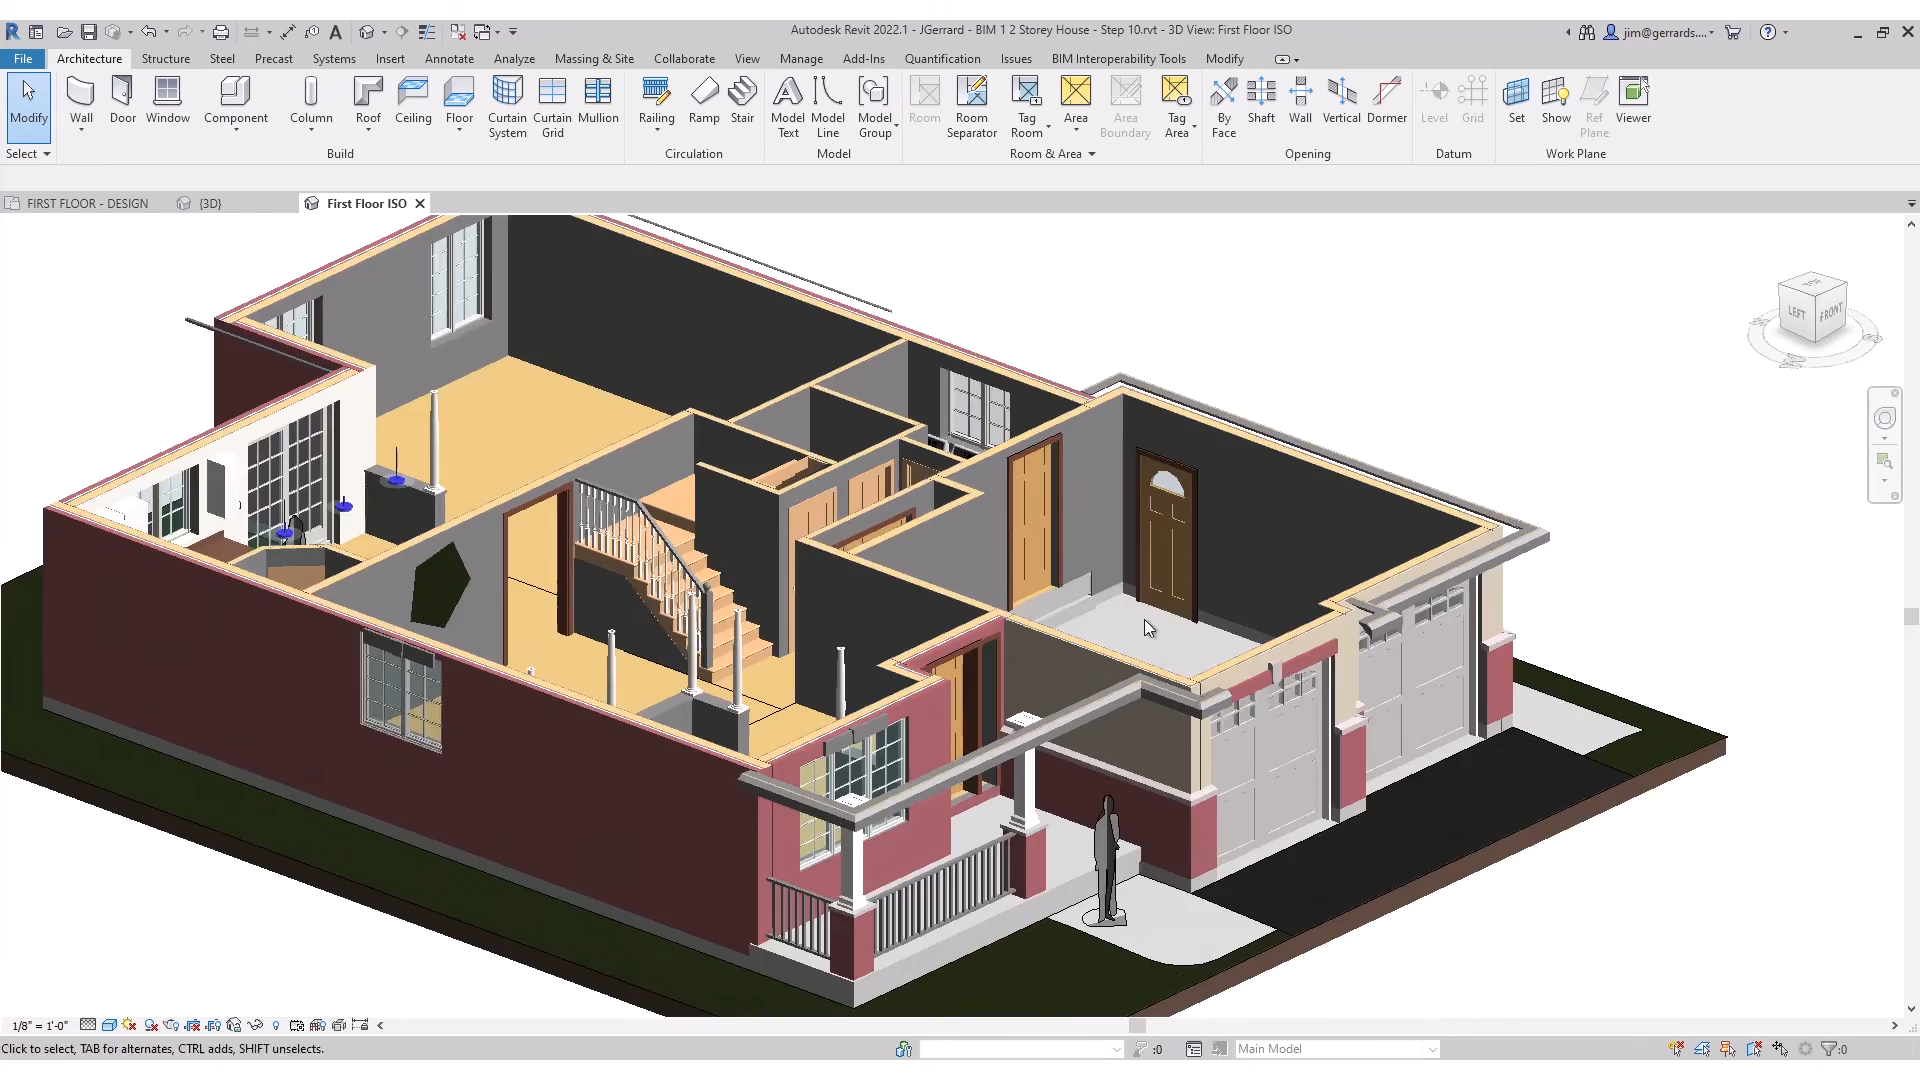 Autodesk Revit 2022.1 - JGerrard - BIM 1 2 Storey House - Step 10.rvt - 3D View: First Floor ISO
jim@gerrards....
File Architecture Structure Steel Precast Systems Insert Annotate Analyze Massing & Site Collaborate View Manage Add-Ins Quantification Issues BIM Interoperability Tools Modify
Modify Wall Door Window Component Column Roof Ceiling Floor Curtain System Curtain Grid Mullion Railing Ramp Stair Model Text Model Line Model Group Room Room Separator Tag Room Area Area Boundary Tag Area By Face Shaft Wall Vertical Dormer Level Grid Set Show Ref Plane Viewer
Select Build Circulation Model Room & Area Opening Datum Work Plane
FIRST FLOOR - DESIGN {3D} First Floor ISO
TOP
LEFT FRONT
1/8" = 1'-0"
Click to select, TAB for alternates, CTRL adds, SHIFT unselects. :0 Main Model :0